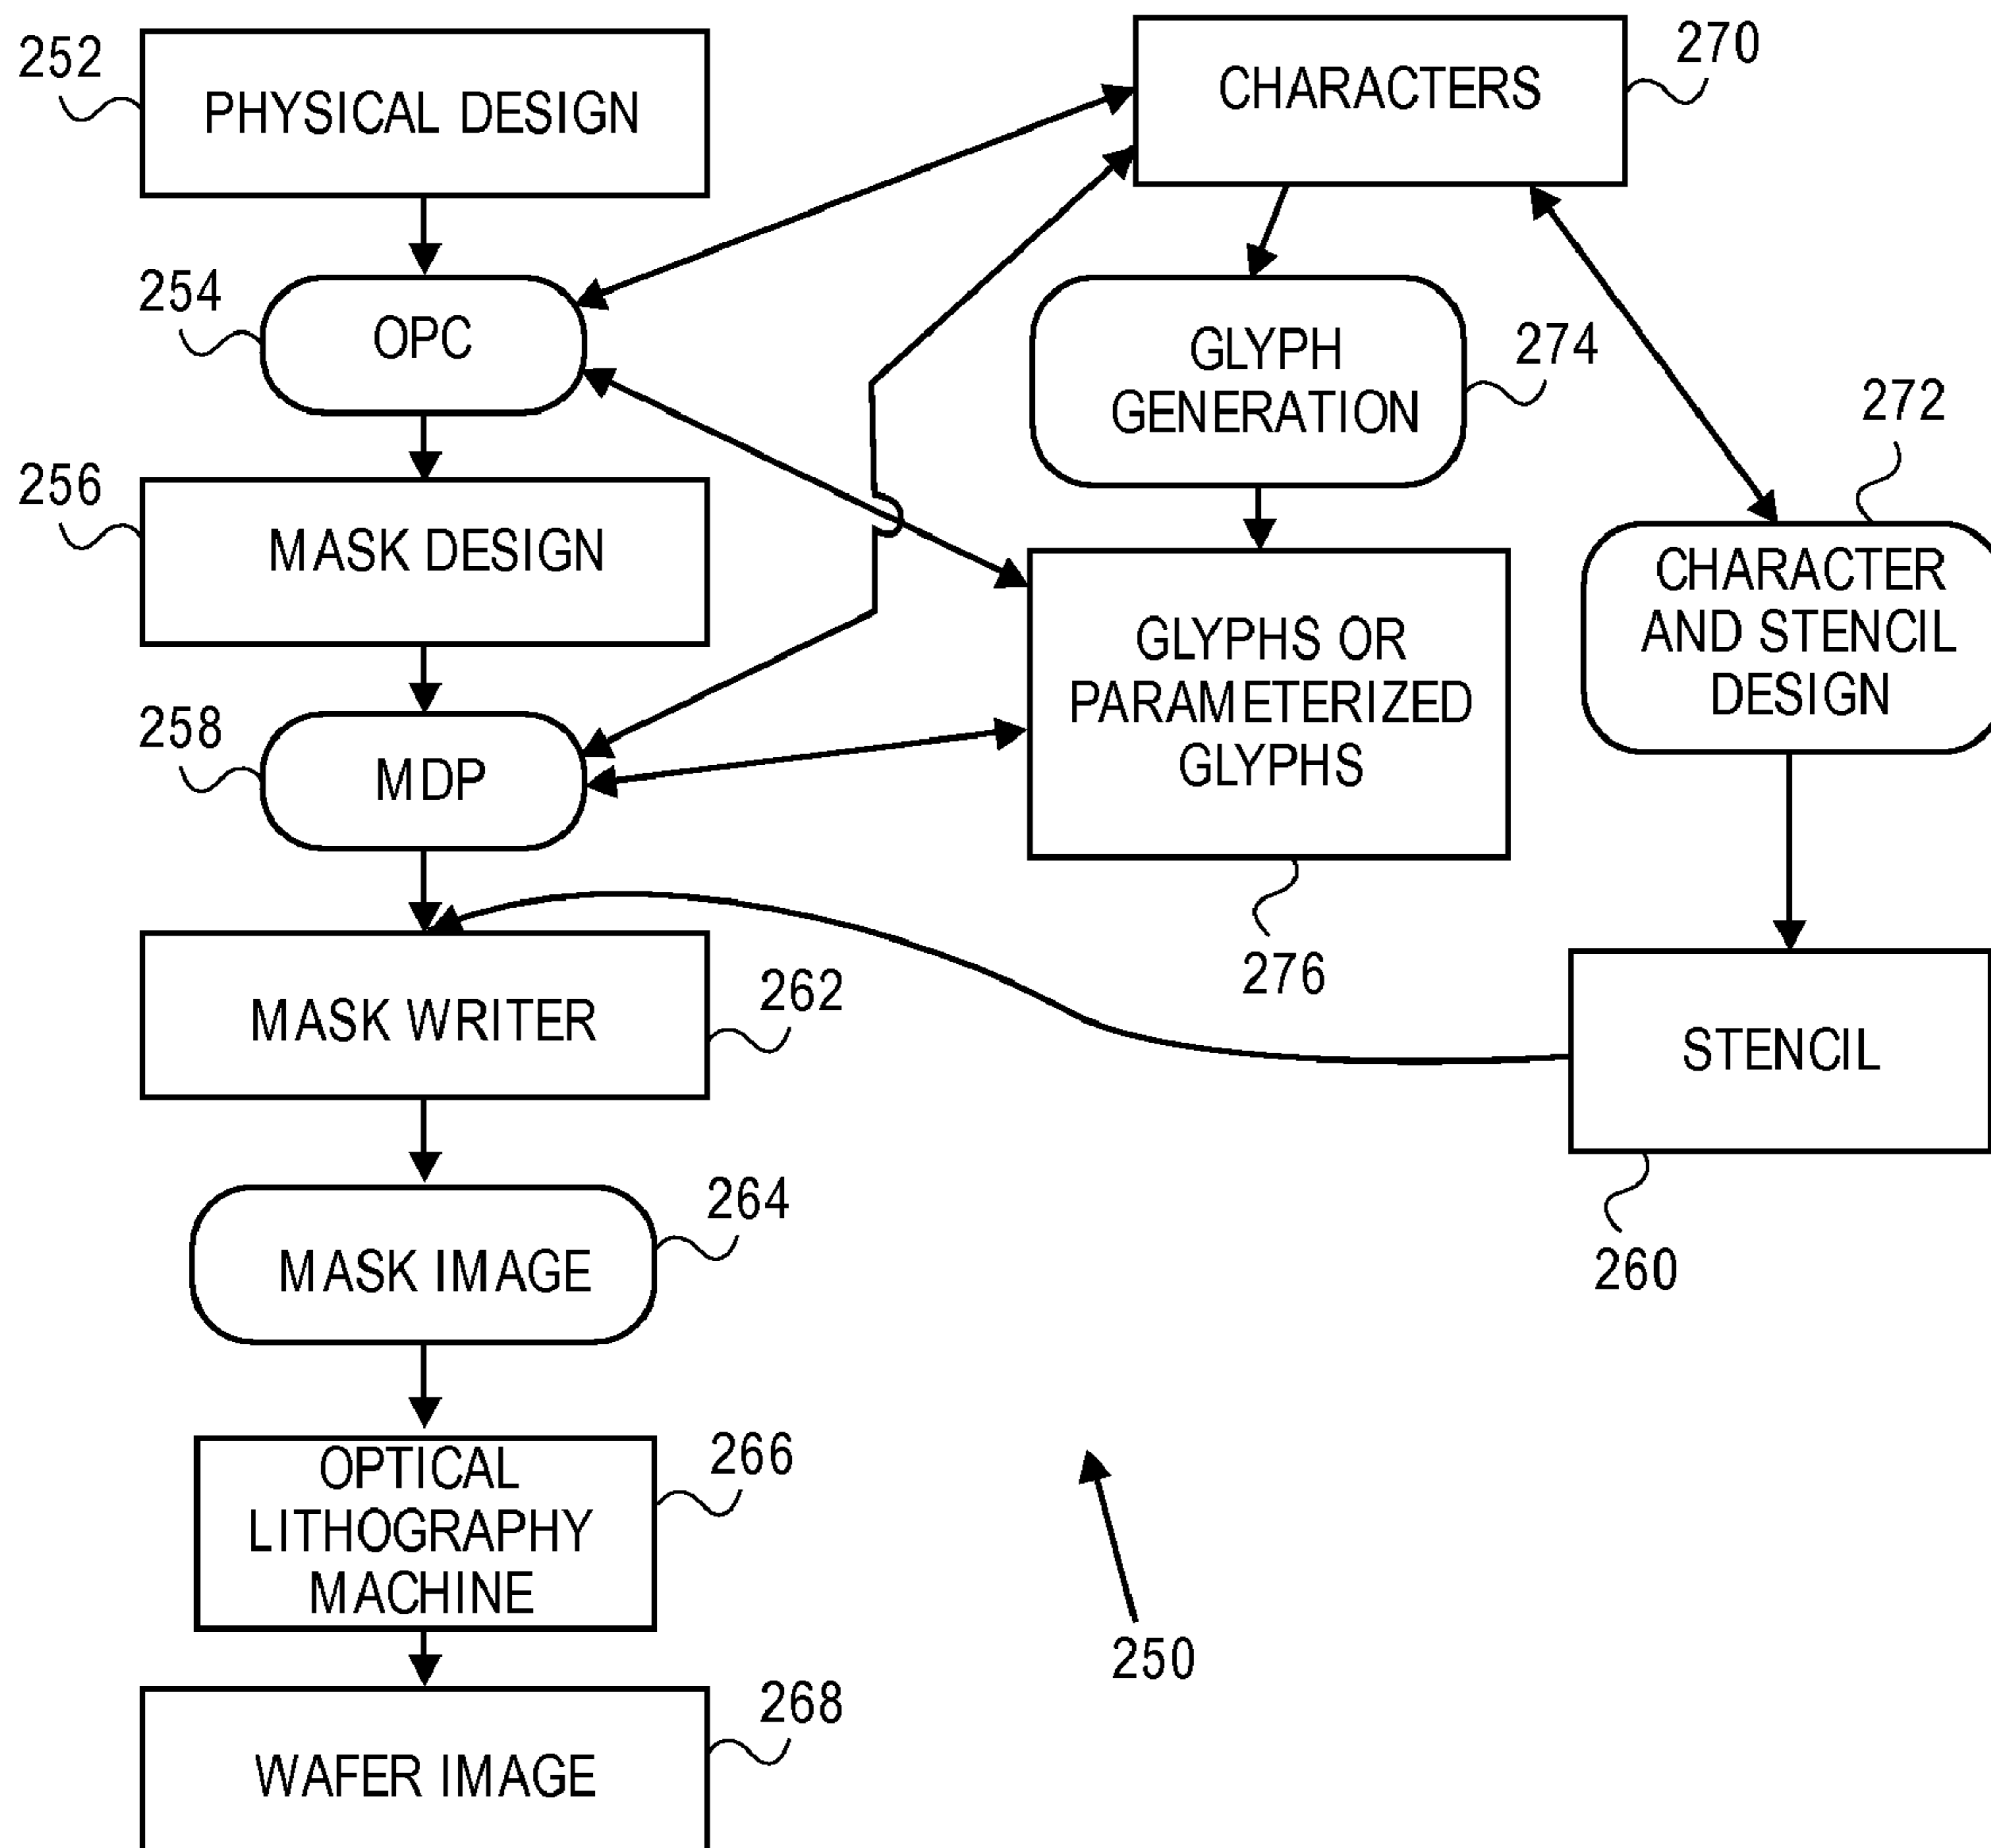 252
PHYSICAL DESIGN
270
CHARACTERS
254
OPC
GLYPH
GENERATION
274
272
256
MASK DESIGN
CHARACTER
AND STENCIL
DESIGN
GLYPHS OR
PARAMETERIZED
GLYPHS
258
MDP
276
262
MASK WRITER
STENCIL
264
MASK IMAGE
260
OPTICAL
LITHOGRAPHY
MACHINE
266
250
268
WAFER IMAGE